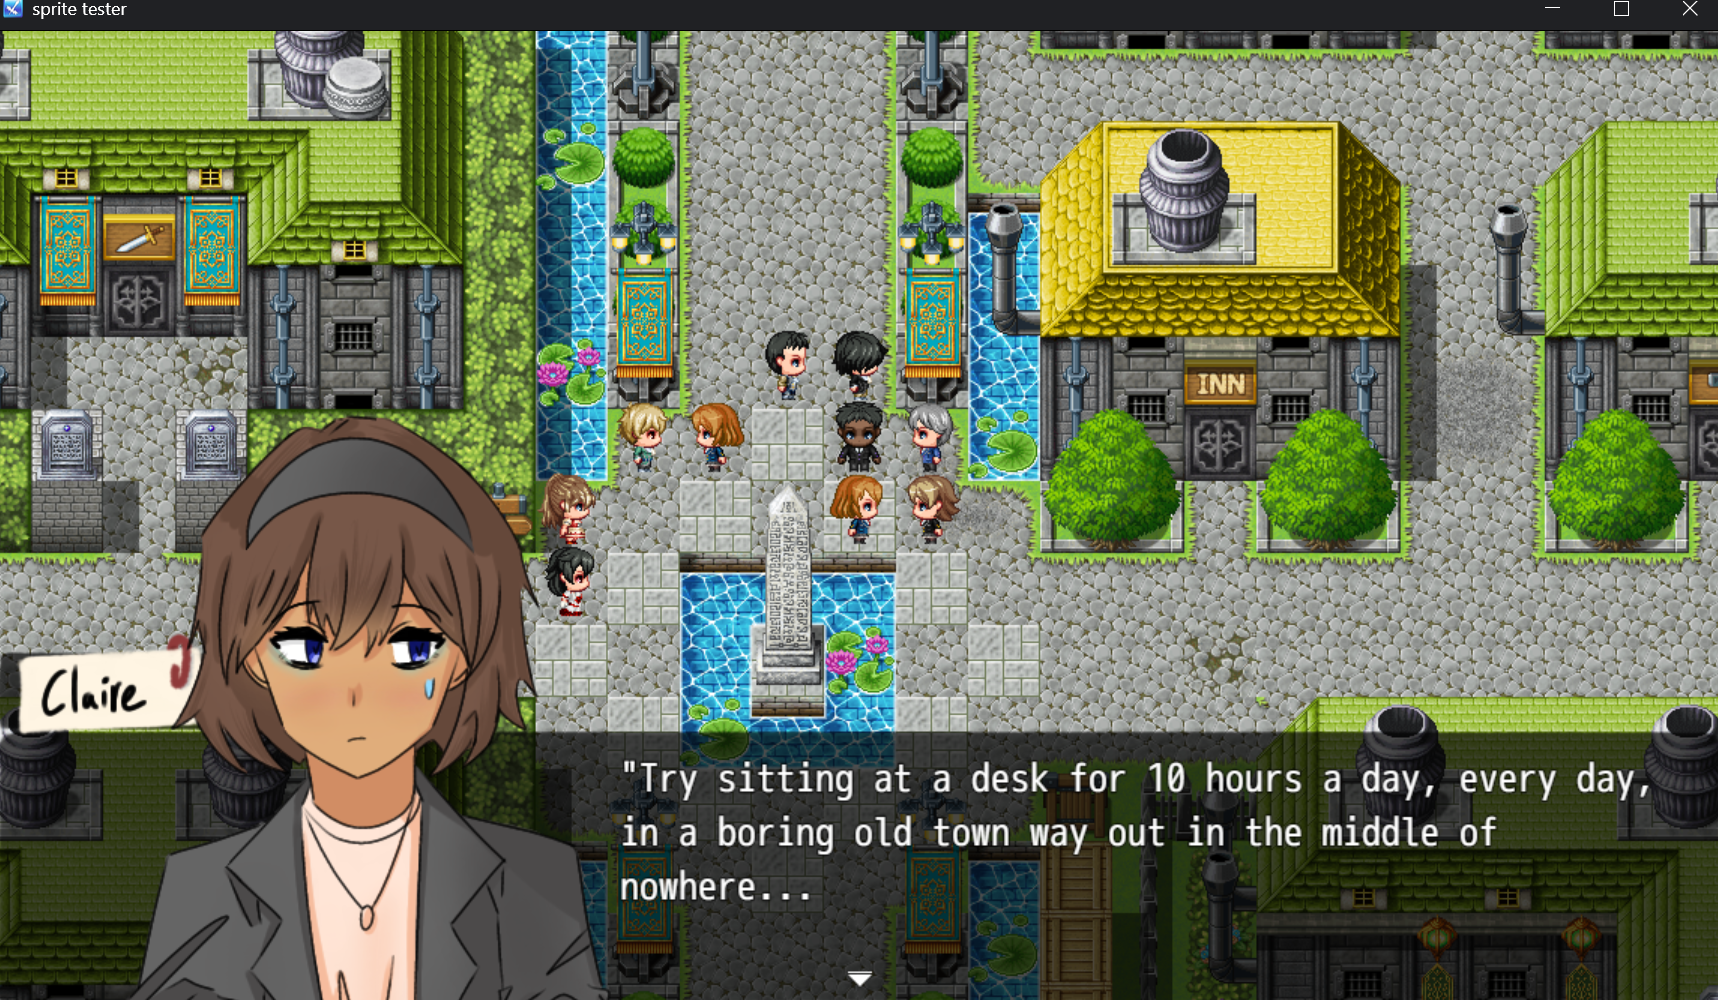 sprite tester
INN
Claire
"Try sitting at a desk for 10 hours a day, every day,
in a boring old town way out in the middle of
nowhere...